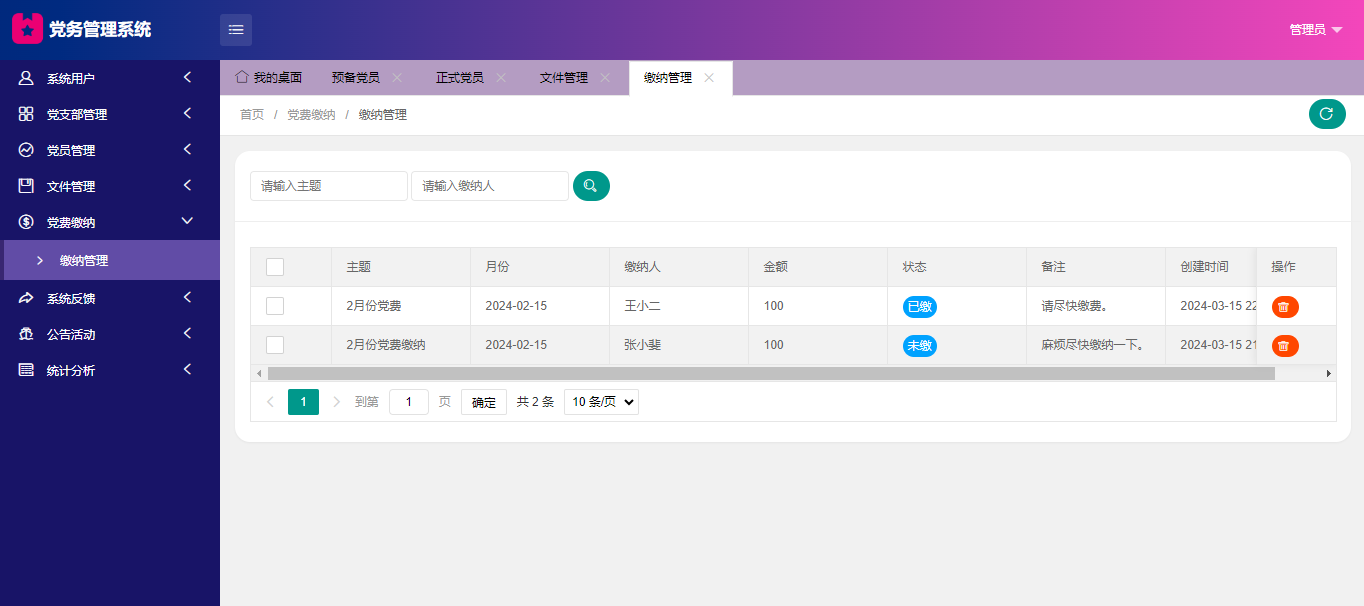 党务管理系统
管理员
系统用户
党支部管理
党员管理
文件管理
党费缴纳
缴纳管理
系统反馈
公告活动
统计分析
我的桌面 预备党员 正式党员 文件管理 缴纳管理
首页 / 党费缴纳 / 缴纳管理
请输入主题 请输入缴纳人
主题 月份 缴纳人 金额 状态 备注 创建时间 操作
2月份党费 2024-02-15 王小二 100 已缴 请尽快缴费。 2024-03-15 22
2月份党费缴纳 2024-02-15 张小斐 100 未缴 麻烦尽快缴纳一下。 2024-03-15 21
1 到第 1 页 确定 共 2 条 10 条/页